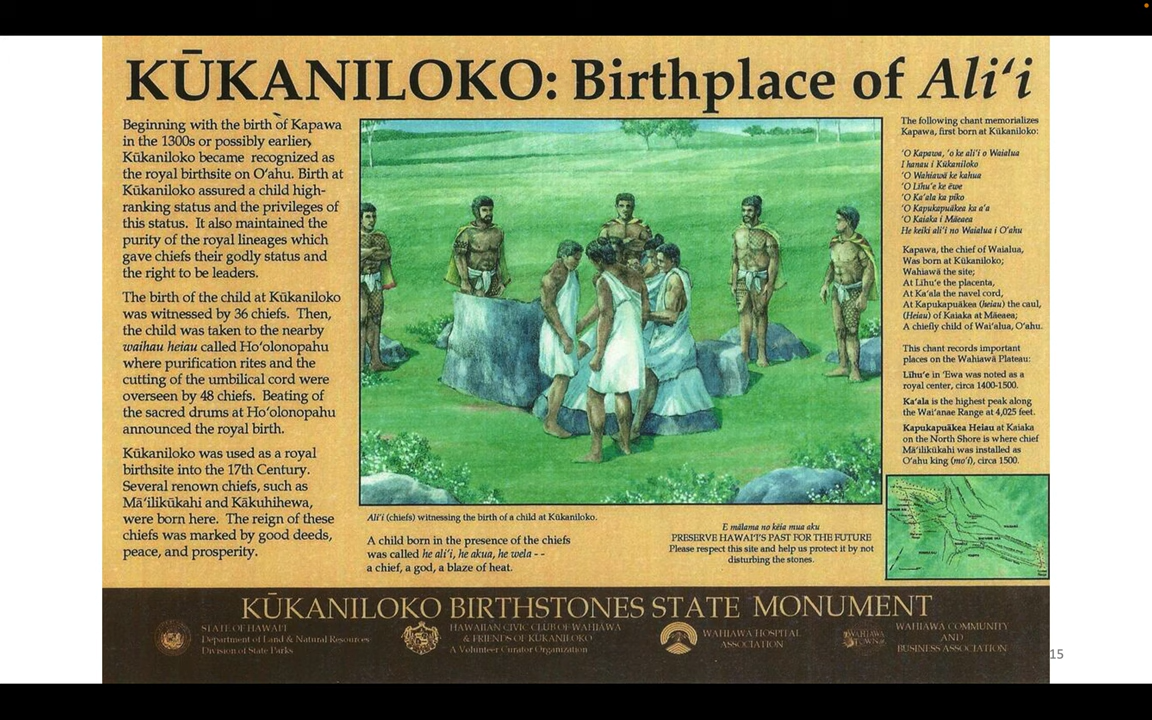 KŪKANILOKO: Birthplace of Ali‘i
Beginning with the birth of Kapawa
in the 1300s or possibly earlier,
Kūkaniloko became recognized as
the royal birthsite on O‘ahu. Birth at
Kūkaniloko assured a child high-
ranking status and the privileges of
this status. It also maintained the
purity of the royal lineages which
gave chiefs their godly status and
the right to be leaders.
The birth of the child at Kūkaniloko
was witnessed by 36 chiefs. Then,
the child was taken to the nearby
waihau heiau called Ho‘olonopahu
where purification rites and the
cutting of the umbilical cord were
overseen by 48 chiefs. Beating of
the sacred drums at Ho‘olonopahu
announced the royal birth.
Kūkaniloko was used as a royal
birthsite into the 17th Century.
Several renown chiefs, such as
Mā‘ilikūkahi and Kākuhihewa,
were born here. The reign of these
chiefs was marked by good deeds,
peace, and prosperity.
Ali‘i (chiefs) witnessing the birth of a child at Kūkaniloko.
A child born in the presence of the chiefs
was called he ali‘i, he akua, he wela - -
a chief, a god, a blaze of heat.
E mālama no kēia mua aku
PRESERVE HAWAI‘I'S PAST FOR THE FUTURE
Please respect this site and help us protect it by not
disturbing the stones.
The following chant memorializes
Kapawa, first born at Kūkaniloko:
‘O Kapawa, ‘o ke ali‘i o Waialua
I hanau i Kūkaniloko
‘O Wahiawā ke kahua
‘O Līhu‘e ke ēwe
‘O Ka‘ala ka piko
‘O Kapukapuākea ka a‘a
‘O Kaiaka i Māeaea
He keiki ali‘i no Waialua i O‘ahu
Kapawa, the chief of Waialua,
Was born at Kūkaniloko;
Wahiawā the site;
At Līhu‘e the placenta,
At Ka‘ala the navel cord,
At Kapukapuākea (heiau) the caul,
(Heiau) of Kaiaka at Māeaea;
A chiefly child of Wai‘alua, O‘ahu.
This chant records important
places on the Wahiawā Plateau:
Līhu‘e in ‘Ewa was noted as a
royal center, circa 1400-1500.
Ka‘ala is the highest peak along
the Wai‘anae Range at 4,025 feet.
Kapukapuākea Heiau at Kaiaka
on the North Shore is where chief
Mā‘ilikūkahi was installed as
O‘ahu king (mo‘i), circa 1500.
KŪKANILOKO BIRTHSTONES STATE MONUMENT
STATE OF HAWAI‘I
Department of Land & Natural Resources
Division of State Parks
HAWAIIAN CIVIC CLUB OF WAHIAWĀ
& FRIENDS OF KŪKANILOKO
A Volunteer Curator Organization
WAHIAWĀ HOSPITAL
ASSOCIATION
WAHIAWA
TOWN
WAHIAWĀ COMMUNITY
AND
BUSINESS ASSOCIATION
15